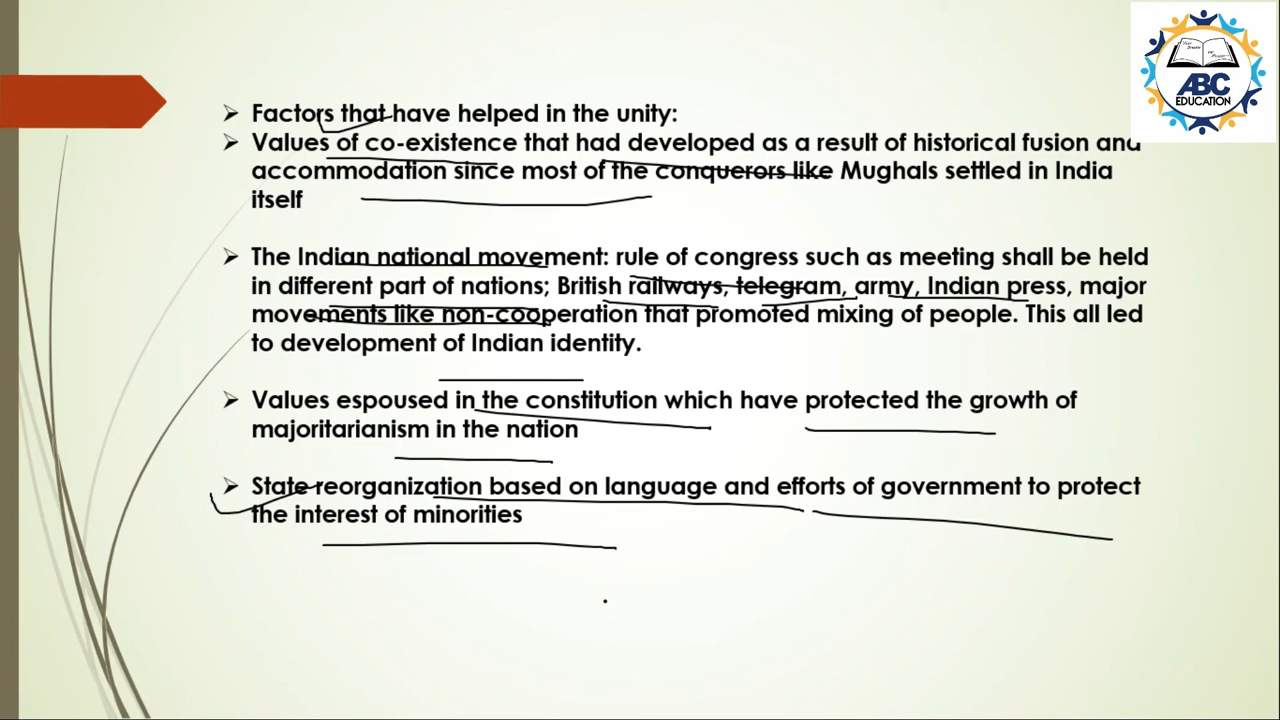 ABC
EDUCATION
➢ Factors that have helped in the unity:
➢ Values of co-existence that had developed as a result of historical fusion and
accommodation since most of the conquerors like Mughals settled in India
itself
➢ The Indian national movement: rule of congress such as meeting shall be held
in different part of nations; British railways, telegram, army, Indian press, major
movements like non-cooperation that promoted mixing of people. This all led
to development of Indian identity.
➢ Values espoused in the constitution which have protected the growth of
majoritarianism in the nation
➢ State reorganization based on language and efforts of government to protect
the interest of minorities